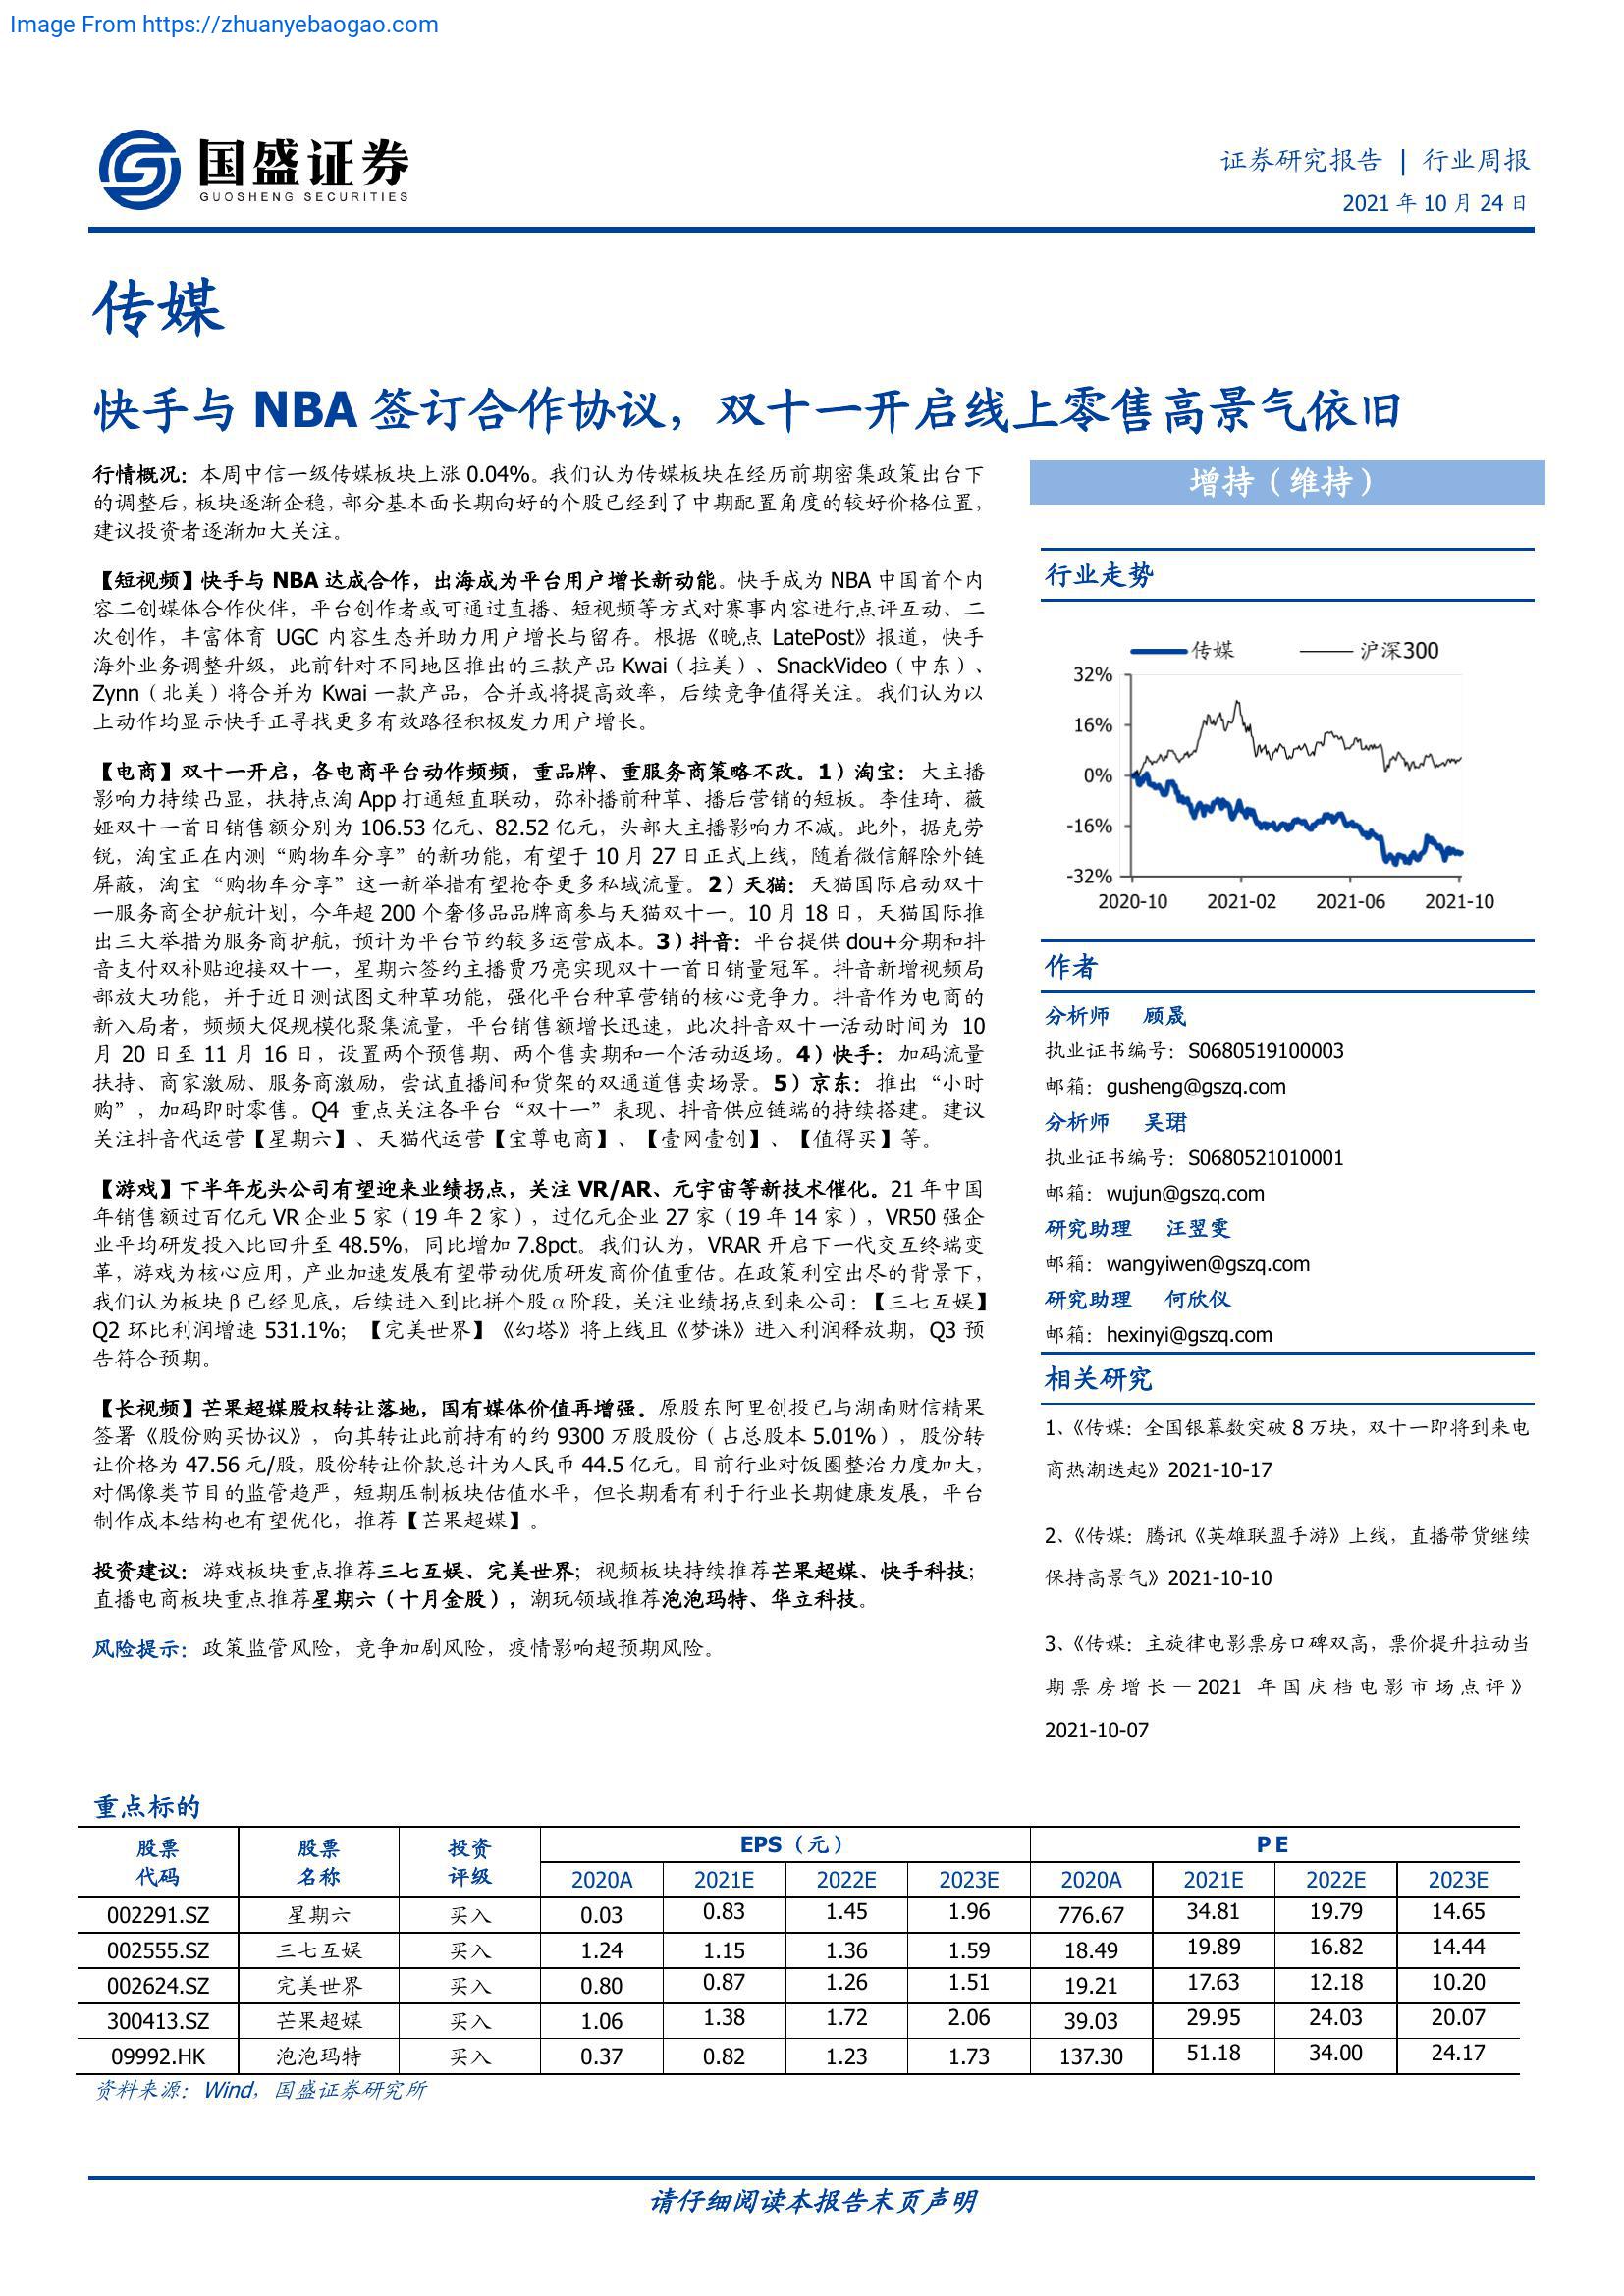 Image From https://zhuanyebaogao.com
国盛证券
GUOSHENG SECURITIES
证券研究报告 | 行业周报
2021 年 10 月 24 日
传媒
快手与 NBA 签订合作协议，双十一开启线上零售高景气依旧
行情概况：本周中信一级传媒板块上涨 0.04%。我们认为传媒板块在经历前期密集政策出台下
的调整后，板块逐渐企稳，部分基本面长期向好的个股已经到了中期配置角度的较好价格位置，
建议投资者逐渐加大关注。
【短视频】快手与 NBA 达成合作，出海成为平台用户增长新动能。快手成为 NBA 中国首个内
容二创媒体合作伙伴，平台创作者或可通过直播、短视频等方式对赛事内容进行点评互动、二
次创作，丰富体育 UGC 内容生态并助力用户增长与留存。根据《晚点 LatePost》报道，快手
海外业务调整升级，此前针对不同地区推出的三款产品 Kwai（拉美）、SnackVideo（中东）、
Zynn（北美）将合并为 Kwai 一款产品，合并或将提高效率，后续竞争值得关注。我们认为以
上动作均显示快手正寻找更多有效路径积极发力用户增长。
【电商】双十一开启，各电商平台动作频频，重品牌、重服务商策略不改。1）淘宝：大主播
影响力持续凸显，扶持点淘 App 打通短直联动，弥补播前种草、播后营销的短板。李佳琦、薇
娅双十一首日销售额分别为 106.53 亿元、82.52 亿元，头部大主播影响力不减。此外，据克劳
锐，淘宝正在内测“购物车分享”的新功能，有望于 10 月 27 日正式上线，随着微信解除外链
屏蔽，淘宝“购物车分享”这一新举措有望抢夺更多私域流量。2）天猫：天猫国际启动双十
一服务商全护航计划，今年超 200 个奢侈品品牌商参与天猫双十一。10 月 18 日，天猫国际推
出三大举措为服务商护航，预计为平台节约较多运营成本。3）抖音：平台提供 dou+分期和抖
音支付双补贴迎接双十一，星期六签约主播贾乃亮实现双十一首日销量冠军。抖音新增视频局
部放大功能，并于近日测试图文种草功能，强化平台种草营销的核心竞争力。抖音作为电商的
新入局者，频频大促规模化聚集流量，平台销售额增长迅速，此次抖音双十一活动时间为 10
月 20 日至 11 月 16 日，设置两个预售期、两个售卖期和一个活动返场。4）快手：加码流量
扶持、商家激励、服务商激励，尝试直播间和货架的双通道售卖场景。5）京东：推出“小时
购”，加码即时零售。Q4 重点关注各平台“双十一”表现、抖音供应链端的持续搭建。建议
关注抖音代运营【星期六】、天猫代运营【宝尊电商】、【壹网壹创】、【值得买】等。
【游戏】下半年龙头公司有望迎来业绩拐点，关注 VR/AR、元宇宙等新技术催化。21 年中国
年销售额过百亿元 VR 企业 5 家（19 年 2 家），过亿元企业 27 家（19 年 14 家），VR50 强企
业平均研发投入比回升至 48.5%，同比增加 7.8pct。我们认为，VRAR 开启下一代交互终端变
革，游戏为核心应用，产业加速发展有望带动优质研发商价值重估。在政策利空出尽的背景下，
我们认为板块β已经见底，后续进入到比拼个股α阶段，关注业绩拐点到来公司：【三七互娱】
Q2 环比利润增速 531.1%；【完美世界】《幻塔》将上线且《梦诛》进入利润释放期，Q3 预
告符合预期。
【长视频】芒果超媒股权转让落地，国有媒体价值再增强。原股东阿里创投已与湖南财信精果
签署《股份购买协议》，向其转让此前持有的约 9300 万股股份（占总股本 5.01%），股份转
让价格为 47.56 元/股，股份转让价款总计为人民币 44.5 亿元。目前行业对饭圈整治力度加大，
对偶像类节目的监管趋严，短期压制板块估值水平，但长期看有利于行业长期健康发展，平台
制作成本结构也有望优化，推荐【芒果超媒】。
投资建议：游戏板块重点推荐三七互娱、完美世界；视频板块持续推荐芒果超媒、快手科技；
直播电商板块重点推荐星期六（十月金股），潮玩领域推荐泡泡玛特、华立科技。
风险提示：政策监管风险，竞争加剧风险，疫情影响超预期风险。
增持（维持）
行业走势
传媒 沪深300
32%
16%
0%
-16%
-32%
2020-10 2021-02 2021-06 2021-10
作者
分析师 顾晟
执业证书编号：S0680519100003
邮箱：gusheng@gszq.com
分析师 吴珺
执业证书编号：S0680521010001
邮箱：wujun@gszq.com
研究助理 汪翌雯
邮箱：wangyiwen@gszq.com
研究助理 何欣仪
邮箱：hexinyi@gszq.com
相关研究
1、《传媒：全国银幕数突破 8 万块，双十一即将到来电
商热潮迭起》2021-10-17
2、《传媒：腾讯《英雄联盟手游》上线，直播带货继续
保持高景气》2021-10-10
3、《传媒：主旋律电影票房口碑双高，票价提升拉动当
期票房增长—2021 年国庆档电影市场点评》
2021-10-07
重点标的
股票 股票 投资 EPS（元） P E
代码 名称 评级 2020A 2021E 2022E 2023E 2020A 2021E 2022E 2023E
002291.SZ 星期六 买入 0.03 0.83 1.45 1.96 776.67 34.81 19.79 14.65
002555.SZ 三七互娱 买入 1.24 1.15 1.36 1.59 18.49 19.89 16.82 14.44
002624.SZ 完美世界 买入 0.80 0.87 1.26 1.51 19.21 17.63 12.18 10.20
300413.SZ 芒果超媒 买入 1.06 1.38 1.72 2.06 39.03 29.95 24.03 20.07
09992.HK 泡泡玛特 买入 0.37 0.82 1.23 1.73 137.30 51.18 34.00 24.17
资料来源：Wind，国盛证券研究所
请仔细阅读本报告末页声明